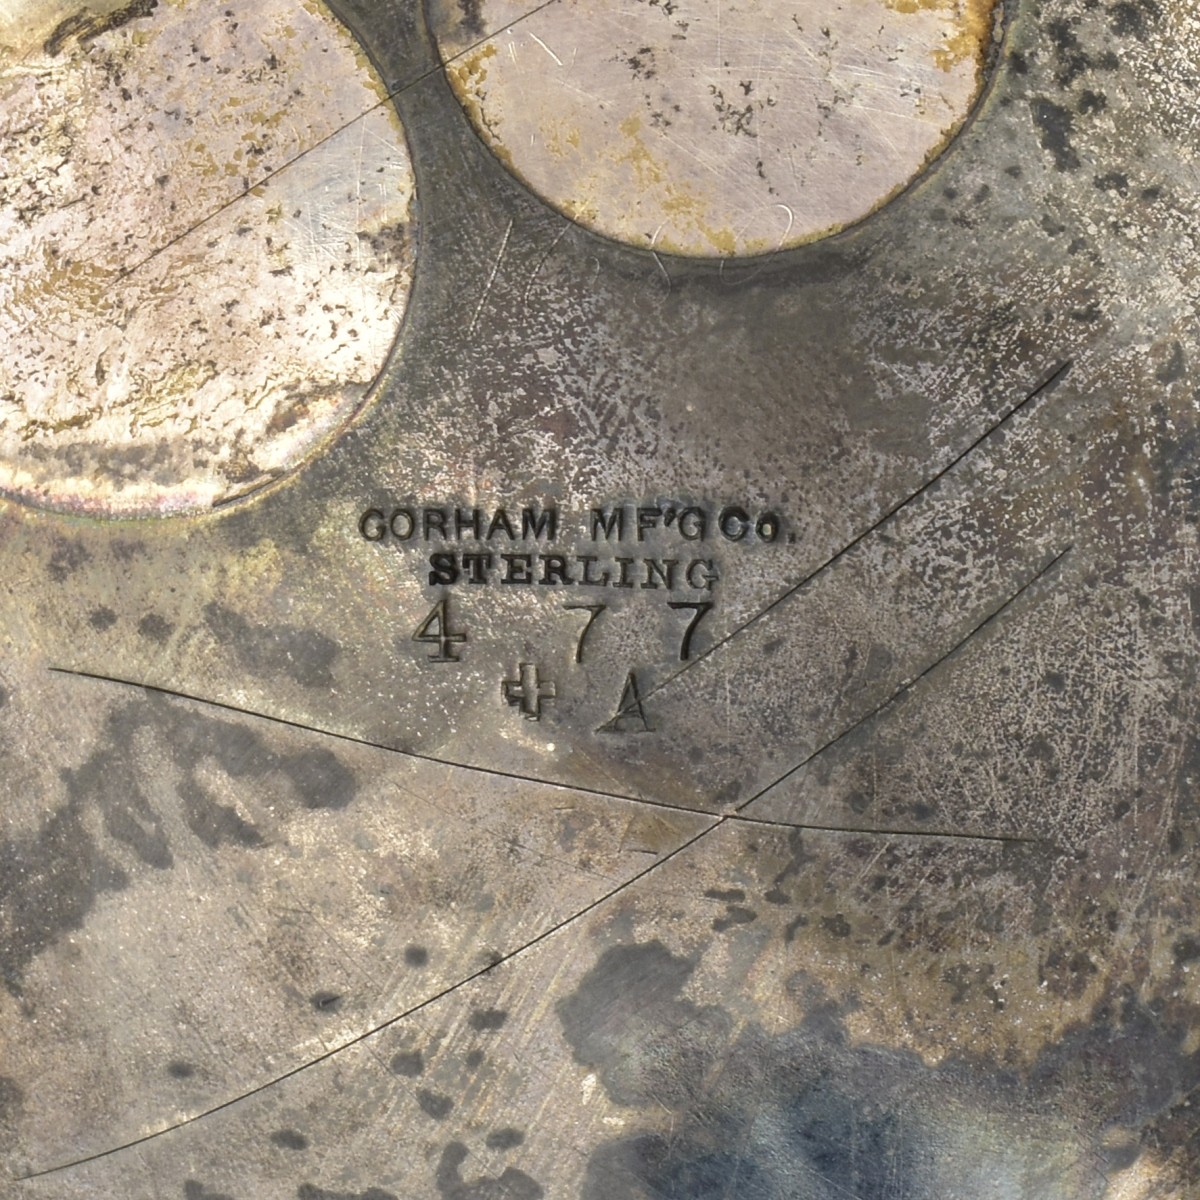 GORHAM MF'G Co.
STERLING
4 7 7
A